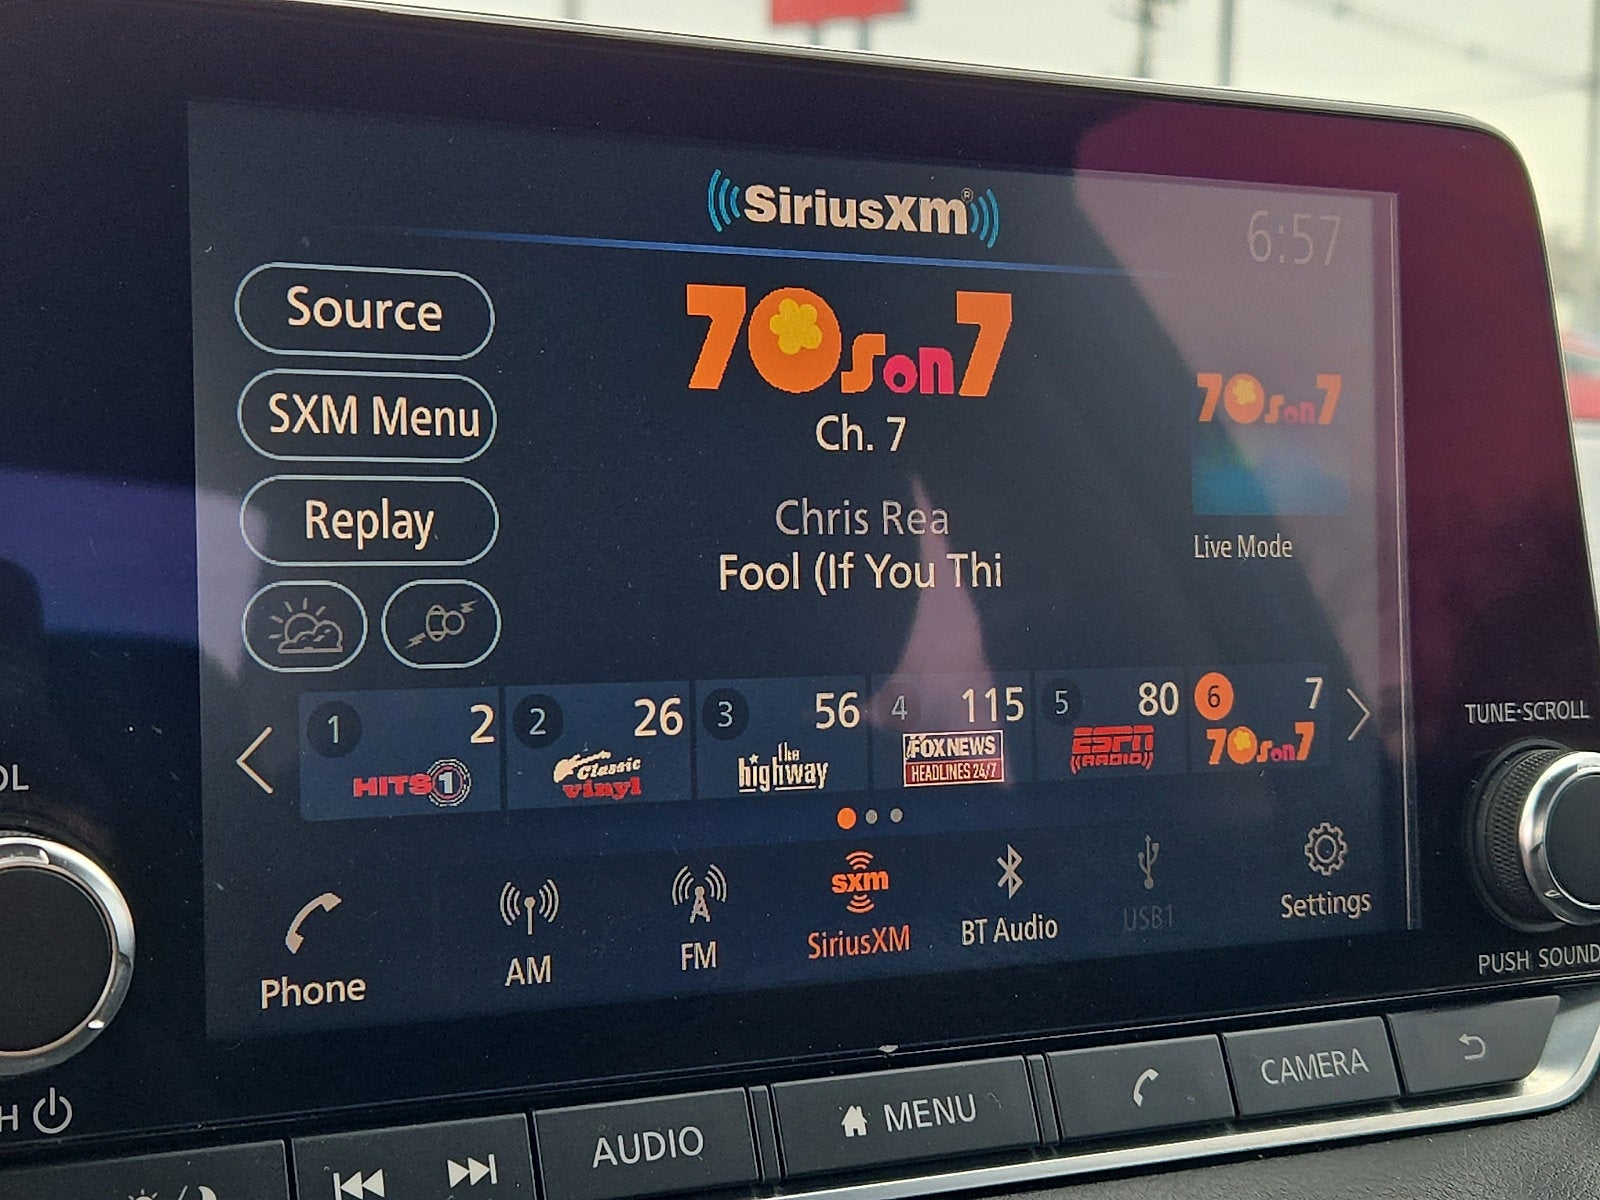 SiriusXM®
6:57
Source
SXM Menu
Replay
70s on 7
Ch. 7
Chris Rea
Fool (If You Thi
70s on 7
Live Mode
1 2 HITS 1
2 26 Classic vinyl
3 56 the highway
4 115 FOX NEWS HEADLINES 24/7
5 80 ESPN RADIO
6 7 70s on 7
Phone
AM
FM
sxm
SiriusXM
BT Audio
USB1
Settings
OL
H
TUNE·SCROLL
PUSH SOUND
AUDIO
MENU
CAMERA